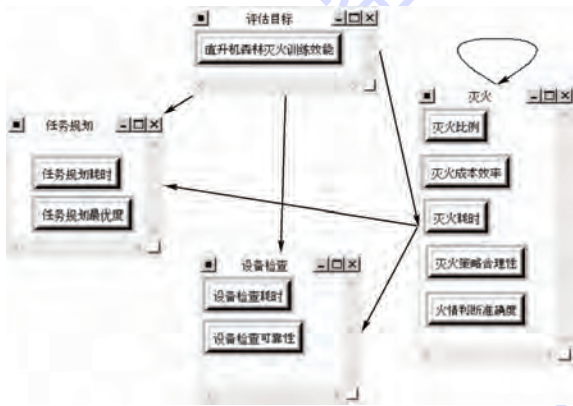 评估目标
直升机森林灭火训练效能
任务规划
任务规划耗时
任务规划最优度
灭火
灭火比例
灭火成本效率
灭火耗时
灭火策略合理性
火情判断准确度
设备检查
设备检查耗时
设备检查可靠性